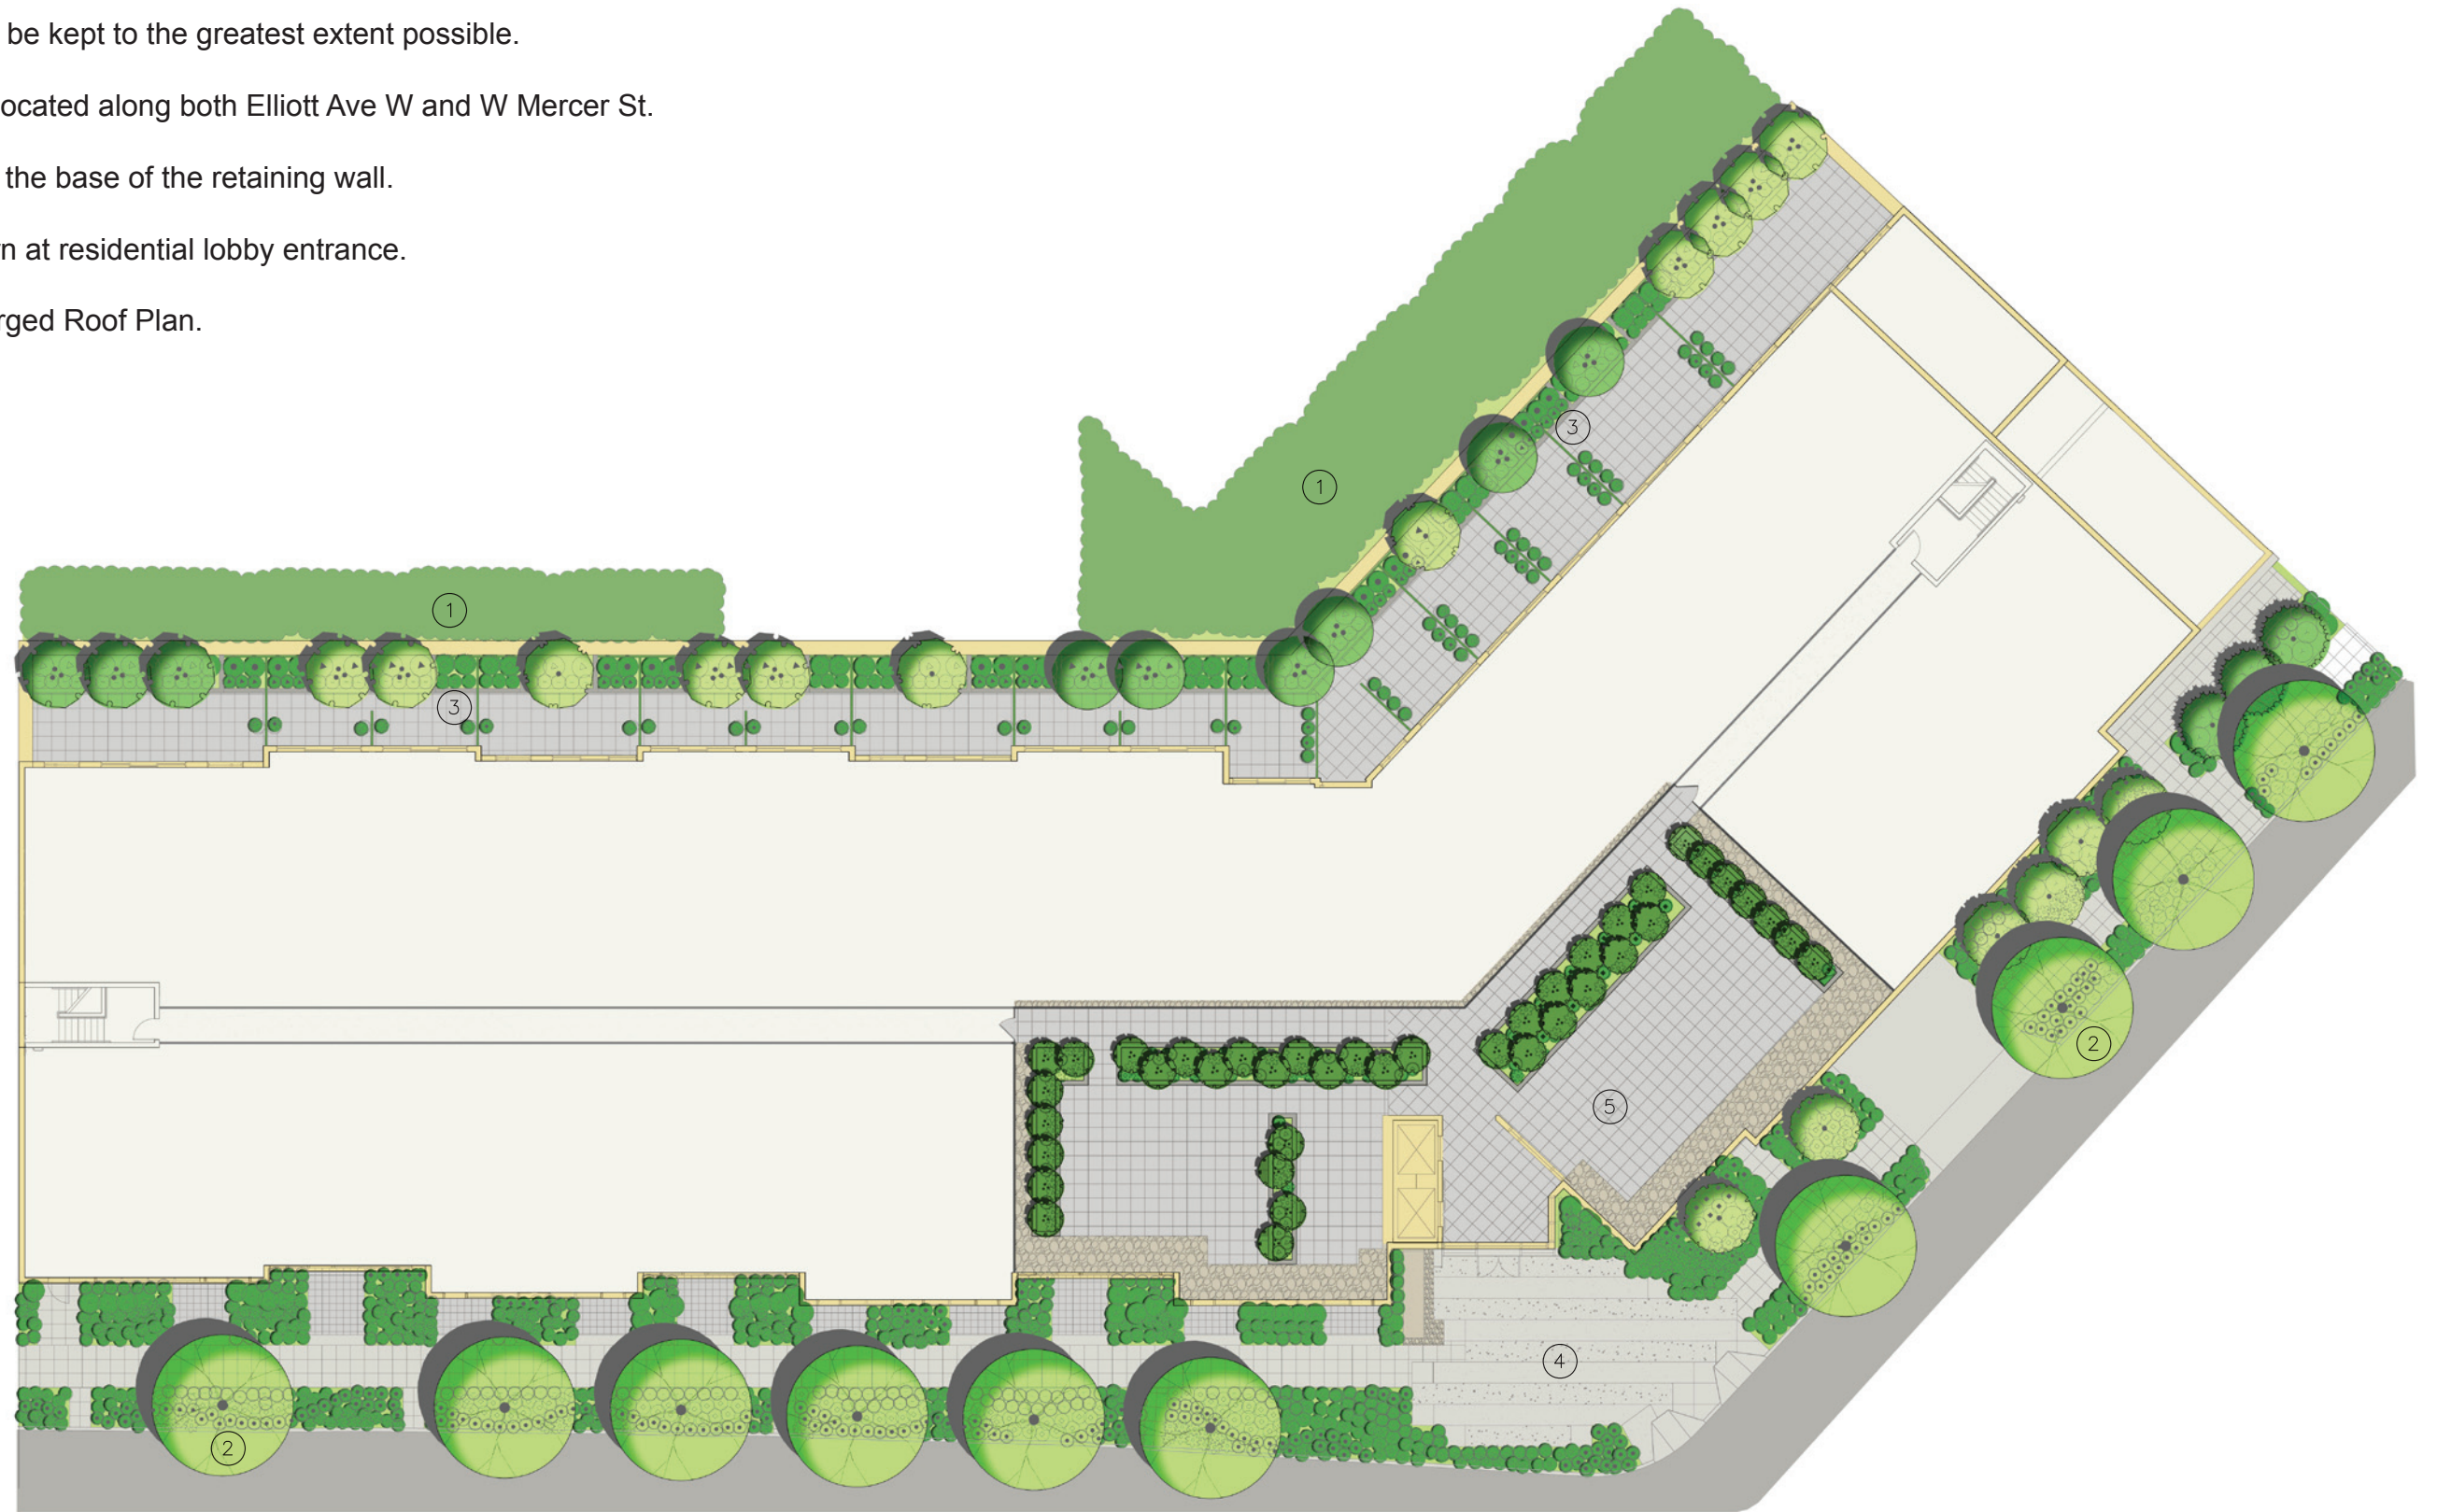 be kept to the greatest extent possible.
ocated along both Elliott Ave W and W Mercer St.
the base of the retaining wall.
n at residential lobby entrance.
rged Roof Plan.
1
3
1
1
3
2
5
4
2